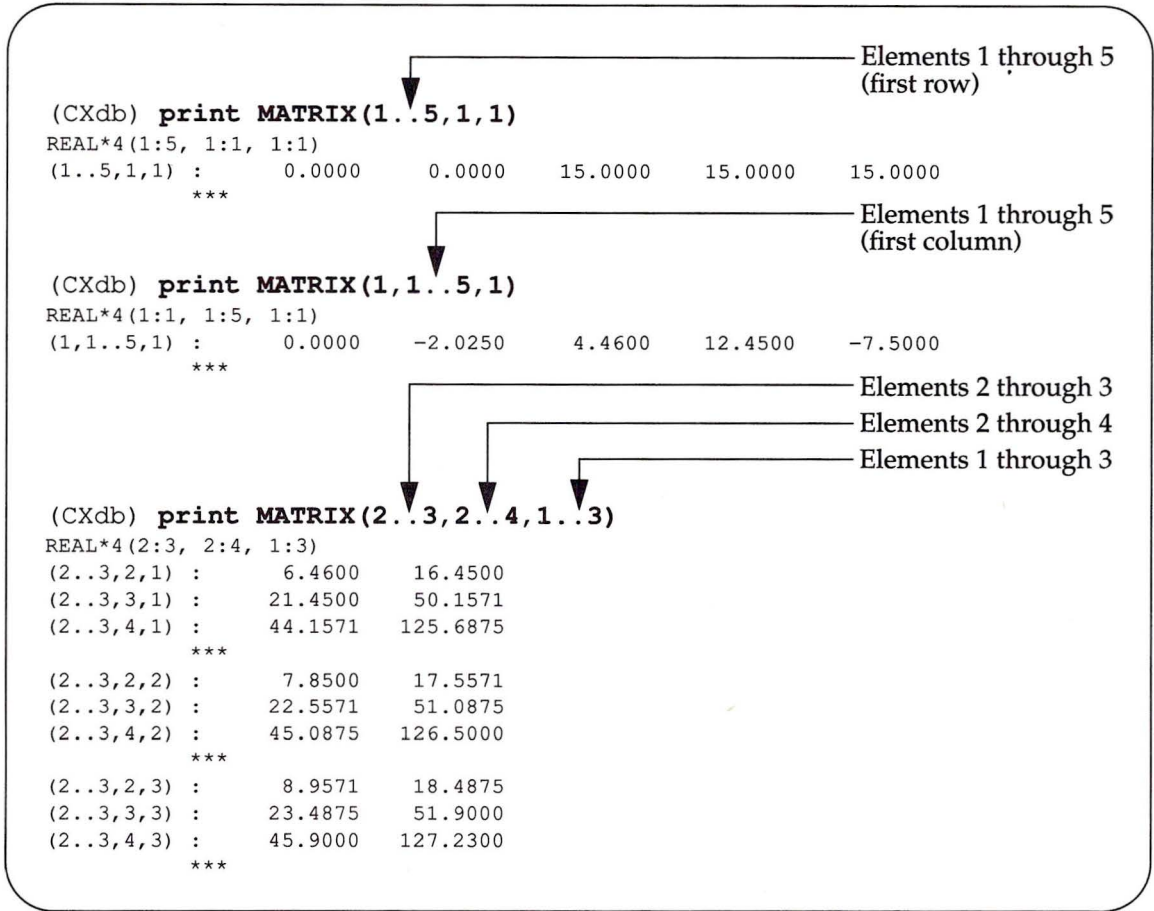 Elements 1 through 5
(first row)
(CXdb) print MATRIX(1..5,1,1)
REAL*4(1:5, 1:1, 1:1)
(1..5,1,1) : 0.0000 0.0000 15.0000 15.0000 15.0000
***
Elements 1 through 5
(first column)
(CXdb) print MATRIX(1,1..5,1)
REAL*4(1:1, 1:5, 1:1)
(1,1..5,1) : 0.0000 -2.0250 4.4600 12.4500 -7.5000
***
Elements 2 through 3
Elements 2 through 4
Elements 1 through 3
(CXdb) print MATRIX(2..3,2..4,1..3)
REAL*4(2:3, 2:4, 1:3)
(2..3,2,1) : 6.4600 16.4500
(2..3,3,1) : 21.4500 50.1571
(2..3,4,1) : 44.1571 125.6875
***
(2..3,2,2) : 7.8500 17.5571
(2..3,3,2) : 22.5571 51.0875
(2..3,4,2) : 45.0875 126.5000
***
(2..3,2,3) : 8.9571 18.4875
(2..3,3,3) : 23.4875 51.9000
(2..3,4,3) : 45.9000 127.2300
***